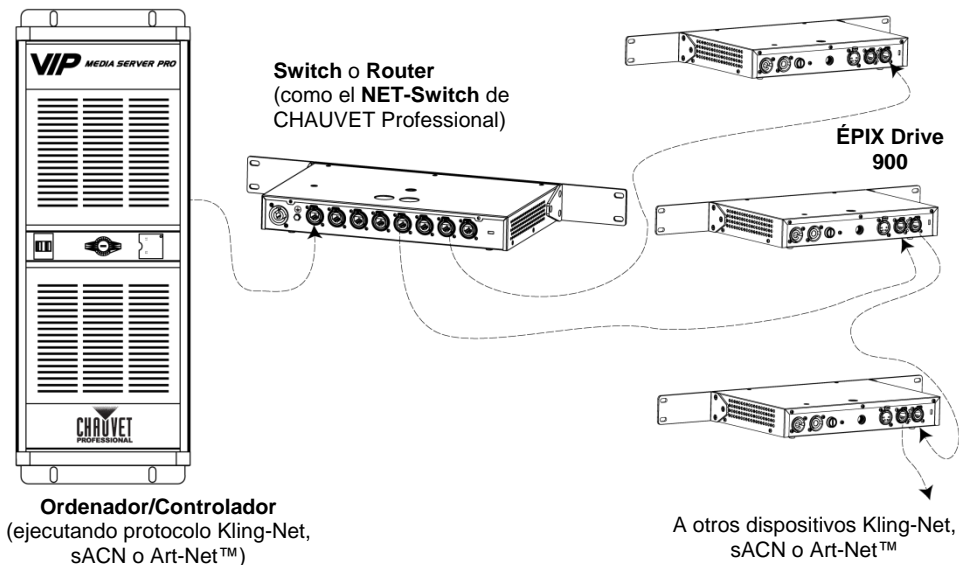 VIP MEDIA SERVER PRO
CHAUVET
PROFESSIONAL
Ordenador/Controlador
(ejecutando protocolo Kling-Net,
sACN o Art-Net™)
Switch o Router
(como el NET-Switch de
CHAUVET Professional)
ÉPIX Drive
900
A otros dispositivos Kling-Net,
sACN o Art-Net™